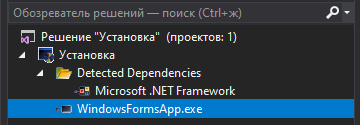 Обозреватель решений — поиск (Ctrl+ж)
Решение "Установка" (проектов: 1)
Установка
Detected Dependencies
Microsoft .NET Framework
WindowsFormsApp.exe